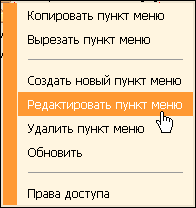 Копировать пункт меню
Вырезать пункт меню
Создать новый пункт меню
Редактировать пункт меню
Удалить пункт меню
Обновить
Права доступа